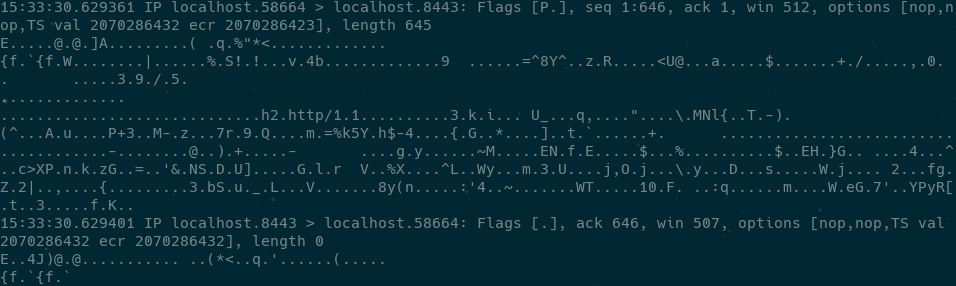 15:33:30.629361 IP localhost.58664 > localhost.8443: Flags [P.], seq 1:646, ack 1, win 512, options [nop,n
op,TS val 2070286432 ecr 2070286423], length 645
E.....@.@.]A.........( .q.%"*<.............
{f.`{f.W........|......%.S!.!...v.4b.............9  ......=^8Y^..z.R.....<U@...a.....$.......+./.....,.0.
.        .....3.9./.5.
..............
.............................h2.http/1.1..........3.k.i... U_...q,....."....\.MNl{..T.-).
(^...A.u....P+3..M-.z...7r.9.Q....m.=%k5Y.h$-4....{.G..*....]..t.`......+.       ...........................
............-........@..).+.....-        ....g.y......~M.....EN.f.E.....$...%..........$..EH.}G.. ....4...^
..c>XP.n.k.zG..=..'&.NS.D.U].....G.l.r  V..%X....^L..Wy...m.3.U....j,O.j...\.y...D...s.....W.j.... 2...fg.
Z.2|..,....{.........3.bS.u._.L...V.......8y(n.....:'4..~.......WT.....10.F. ..:q......m....W.eG.7'..YPyR[
.t..3.....f.K..
15:33:30.629401 IP localhost.8443 > localhost.58664: Flags [.], ack 646, win 507, options [nop,nop,TS val
2070286432 ecr 2070286432], length 0
E..4J)@.@........... ..(*<..q.'......(.....
{f.`{f.`